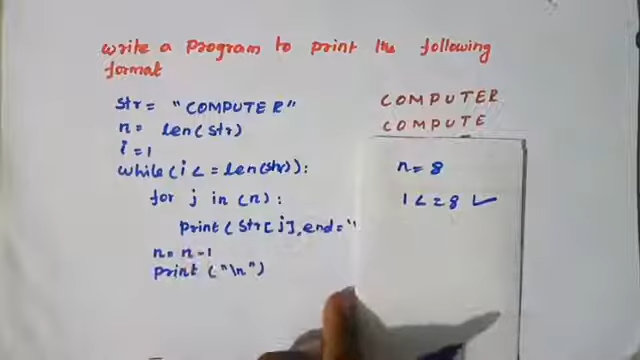 write a program to print the following
format
str = "COMPUTER"
n= len(str)
i=1
while(i<=len(str)):
for j in (n):
print(str[j],end="
n=n-1
print("\n")
COMPUTER
COMPUTE
n=8
1<=8 ✓